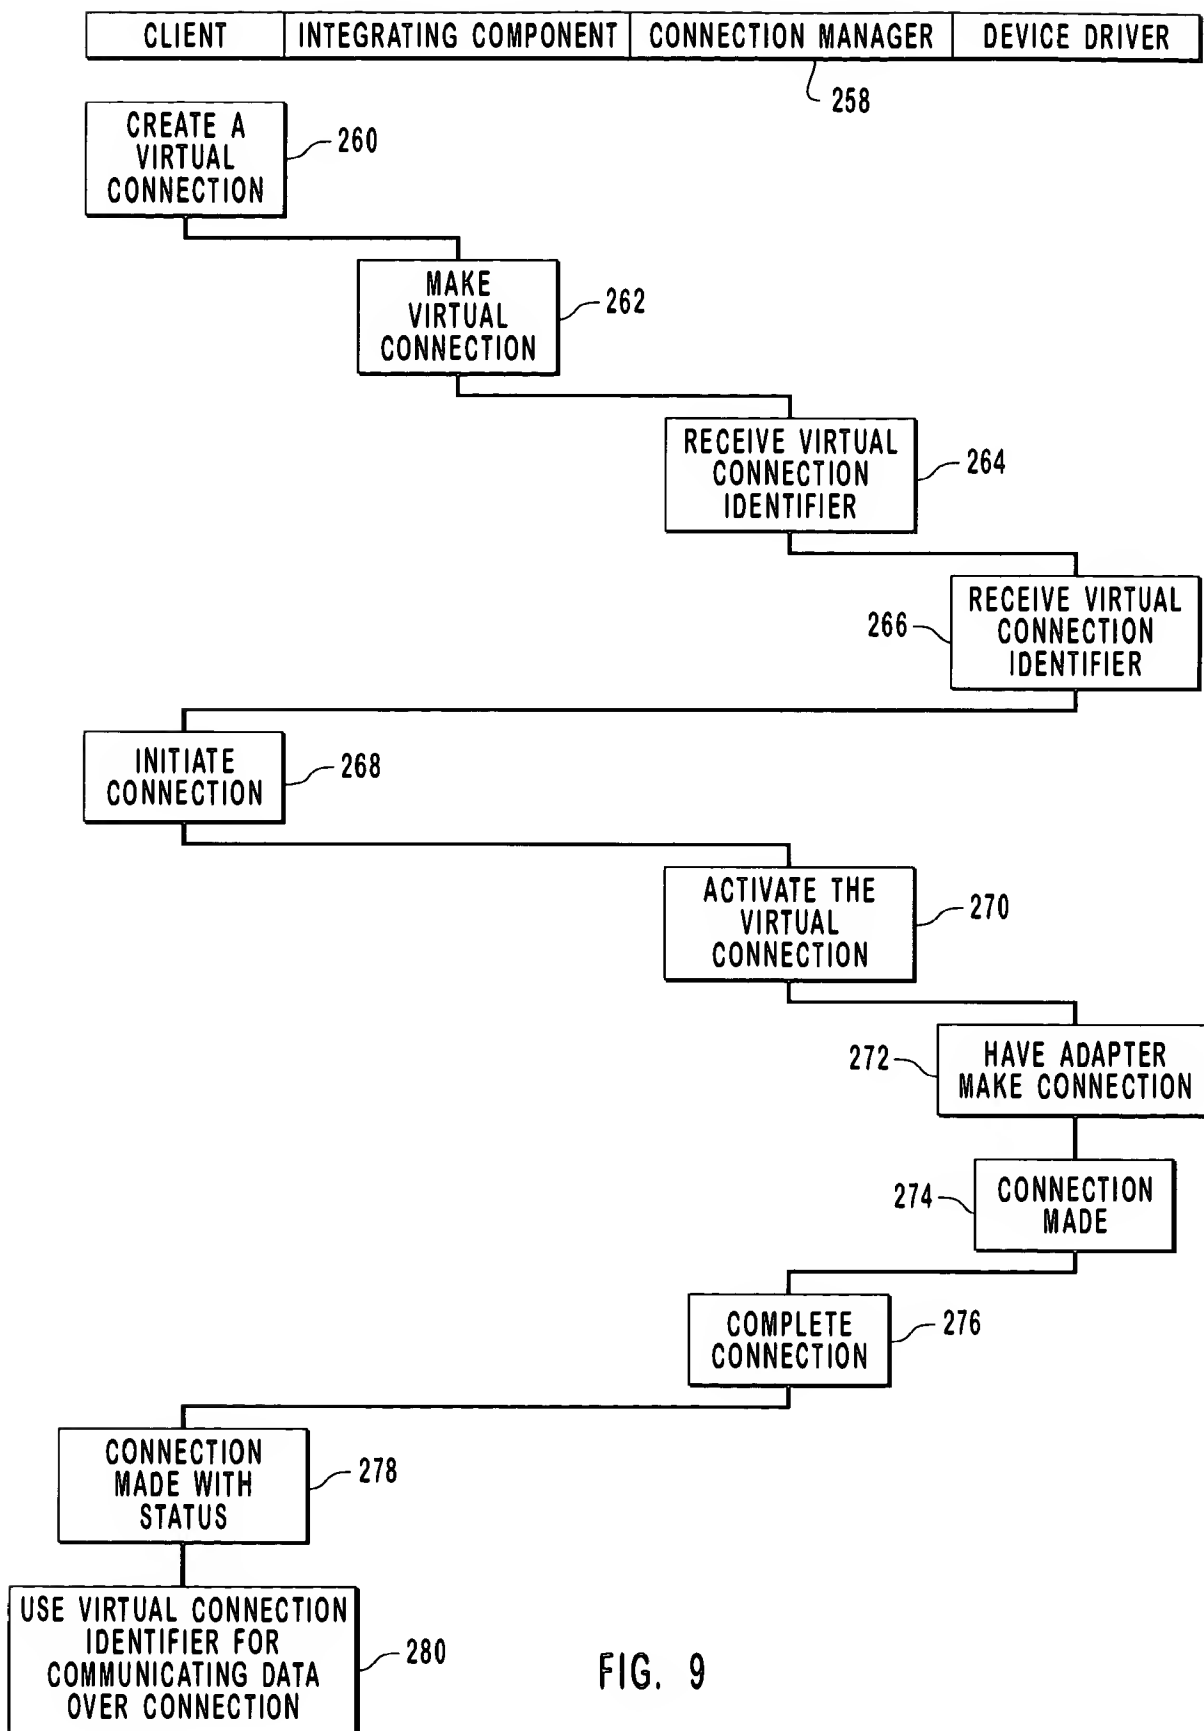 CLIENT INTEGRATING COMPONENT CONNECTION MANAGER DEVICE DRIVER
258
CREATE A
VIRTUAL
CONNECTION
260
MAKE
VIRTUAL
CONNECTION
262
RECEIVE VIRTUAL
CONNECTION
IDENTIFIER
264
RECEIVE VIRTUAL
CONNECTION
IDENTIFIER
266
INITIATE
CONNECTION
268
ACTIVATE THE
VIRTUAL
CONNECTION
270
HAVE ADAPTER
MAKE CONNECTION
272
CONNECTION
MADE
274
COMPLETE
CONNECTION
276
CONNECTION
MADE WITH
STATUS
278
USE VIRTUAL CONNECTION
IDENTIFIER FOR
COMMUNICATING DATA
OVER CONNECTION
280
FIG. 9